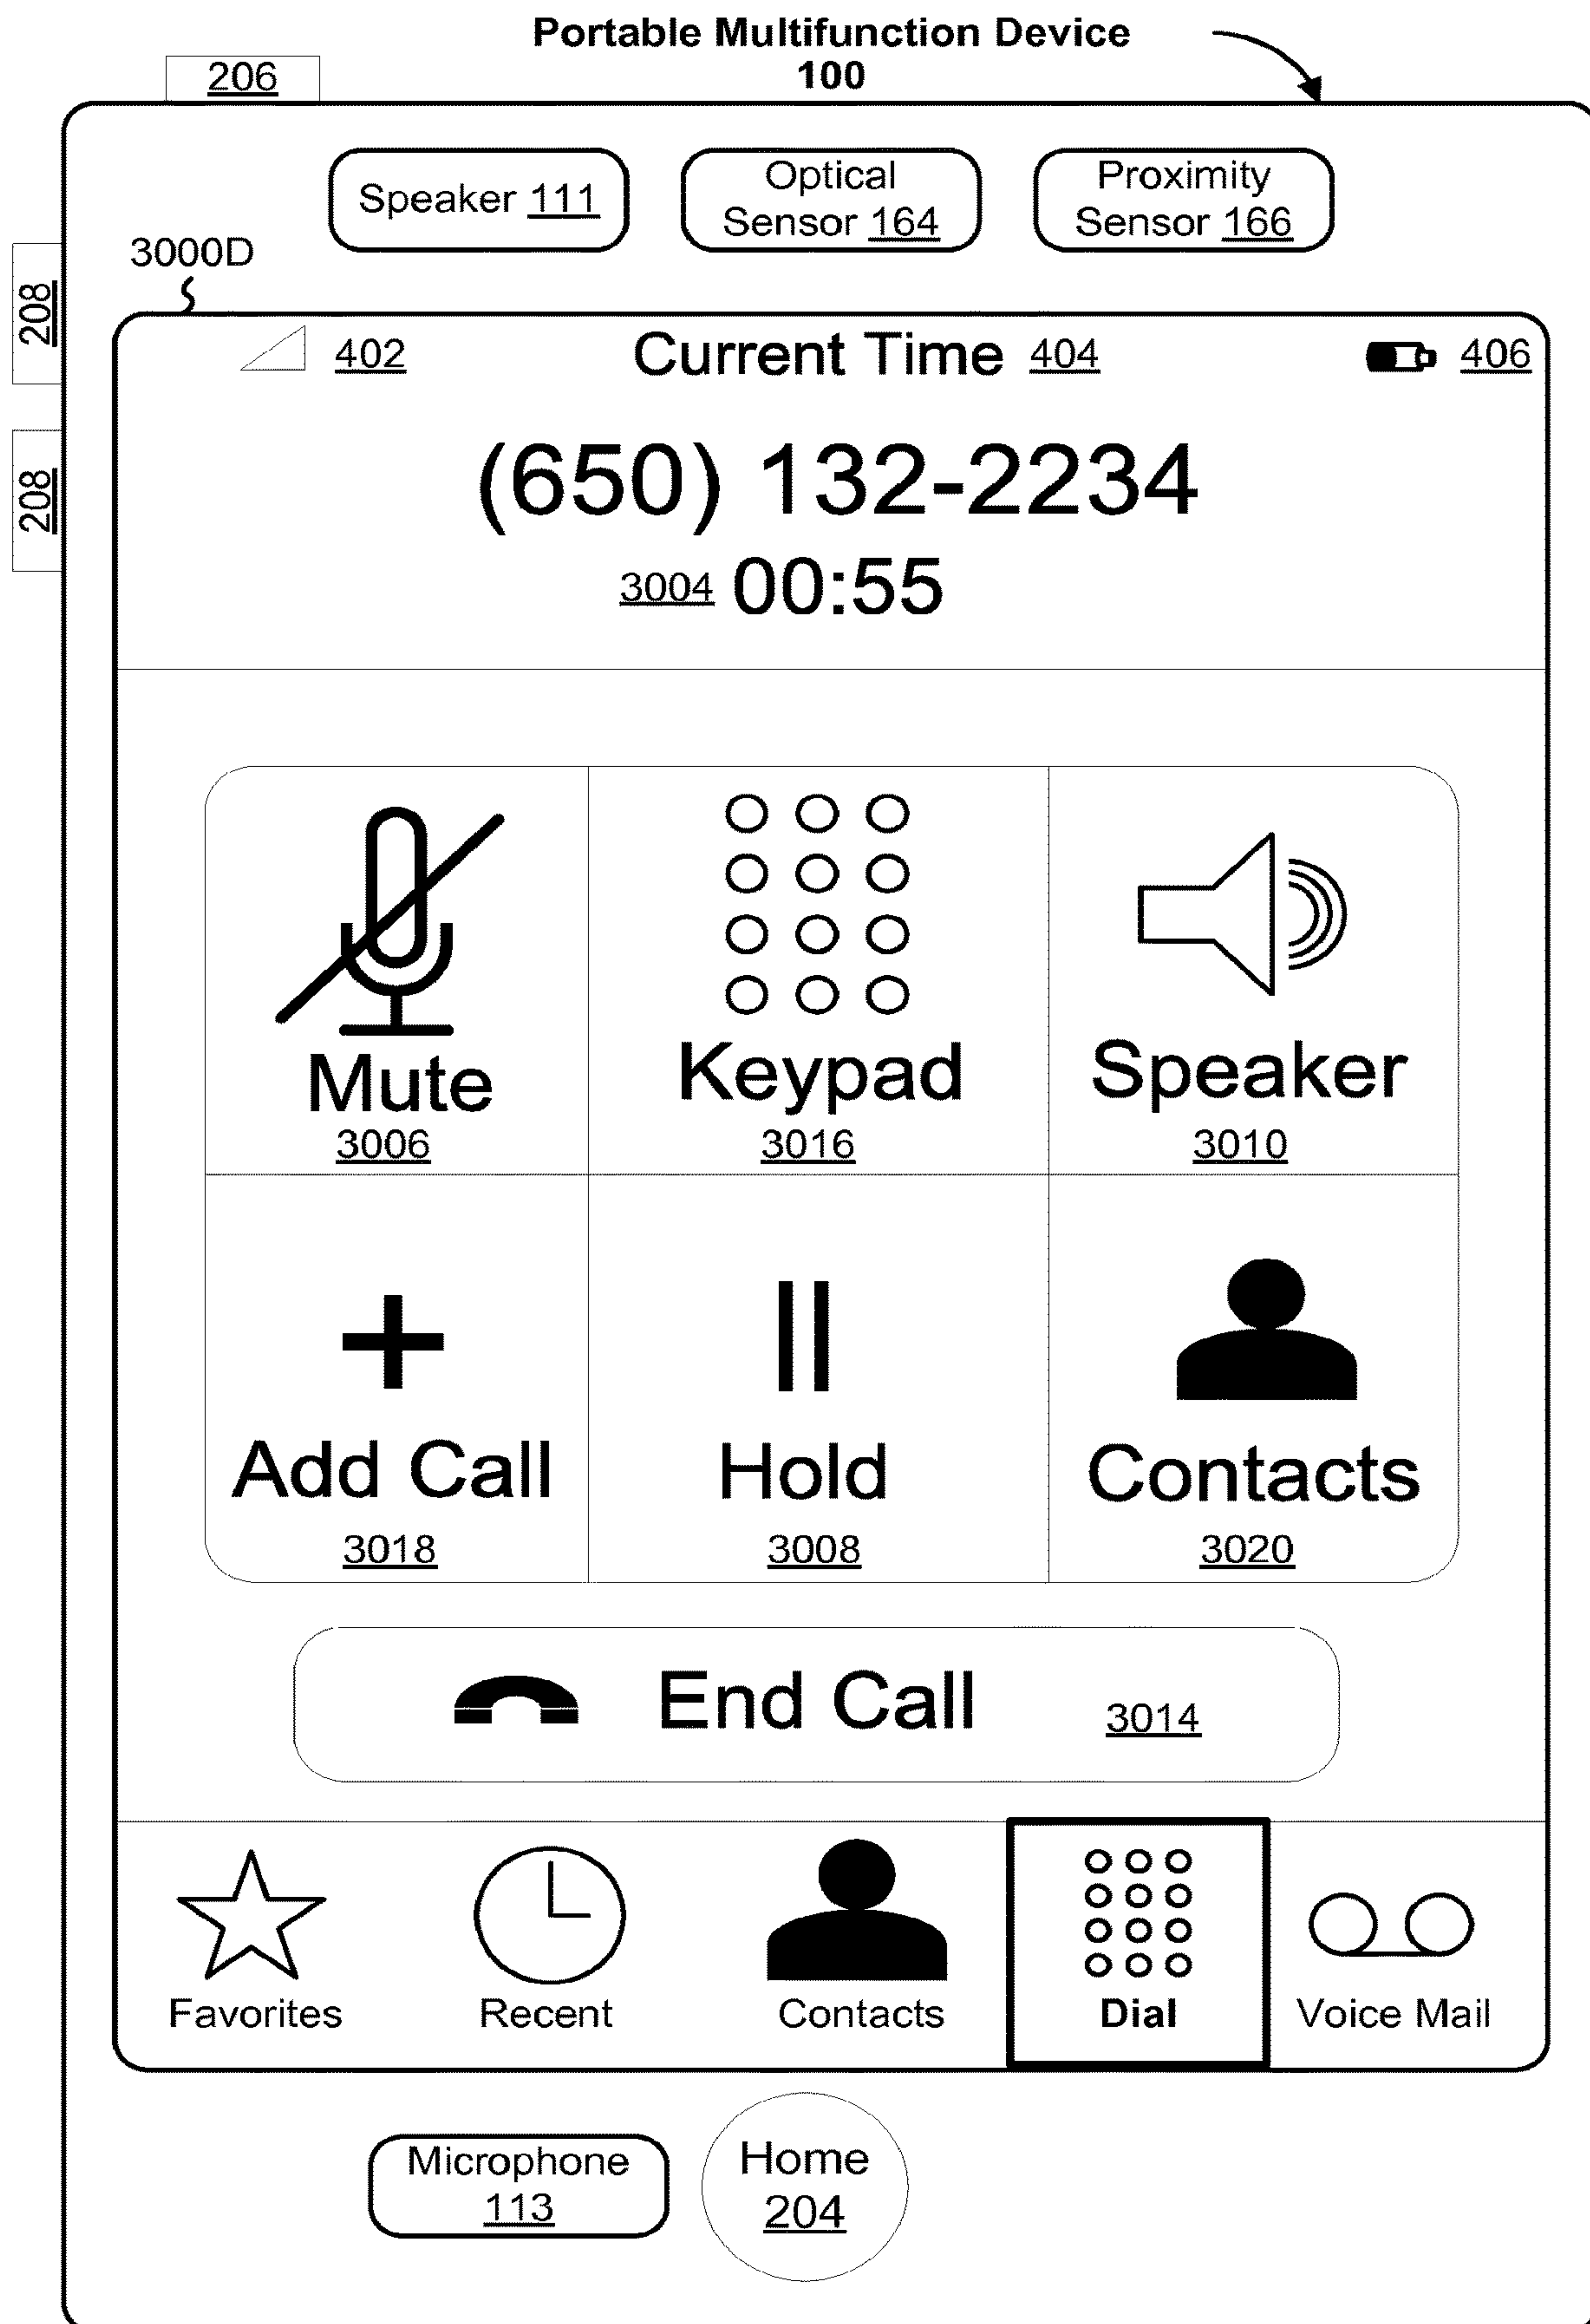 Portable Multifunction Device
100
206
Speaker 111
Optical
Sensor 164
Proximity
Sensor 166
3000D
208
208
402
Current Time 404
406
(650) 132-2234
3004 00:55
Mute
3006
Keypad
3016
Speaker
3010
Add Call
3018
Hold
3008
Contacts
3020
End Call 3014
Favorites
Recent
Contacts
Dial
Voice Mail
Microphone
113
Home
204